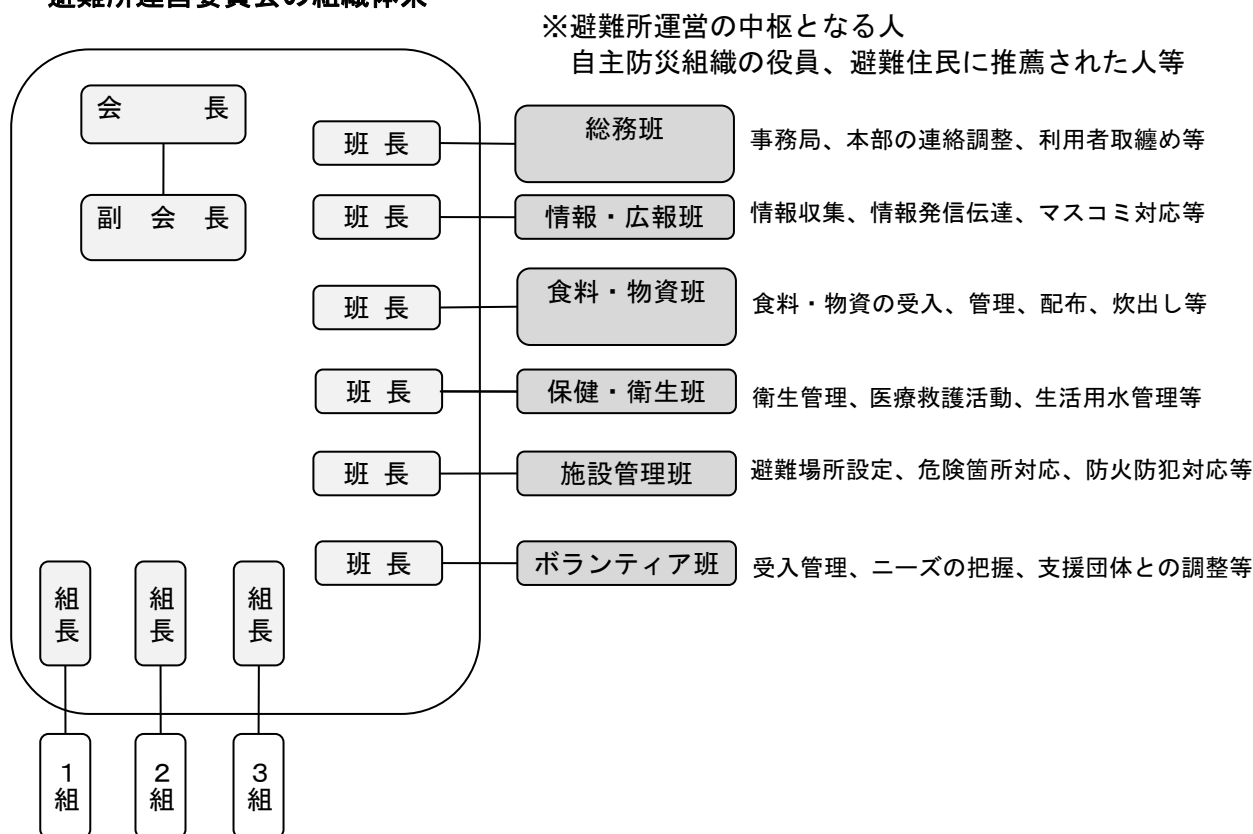 ※避難所運営の中枢となる人
自主防災組織の役員、避難住民に推薦された人等
会　長
副会長
班長
総務班
事務局、本部の連絡調整、利用者取纏め等
班長
情報・広報班
情報収集、情報発信伝達、マスコミ対応等
班長
食料・物資班
食料・物資の受入、管理、配布、炊出し等
班長
保健・衛生班
衛生管理、医療救護活動、生活用水管理等
班長
施設管理班
避難場所設定、危険箇所対応、防火防犯対応等
班長
ボランティア班
受入管理、ニーズの把握、支援団体との調整等
組長
組長
組長
1組
2組
3組